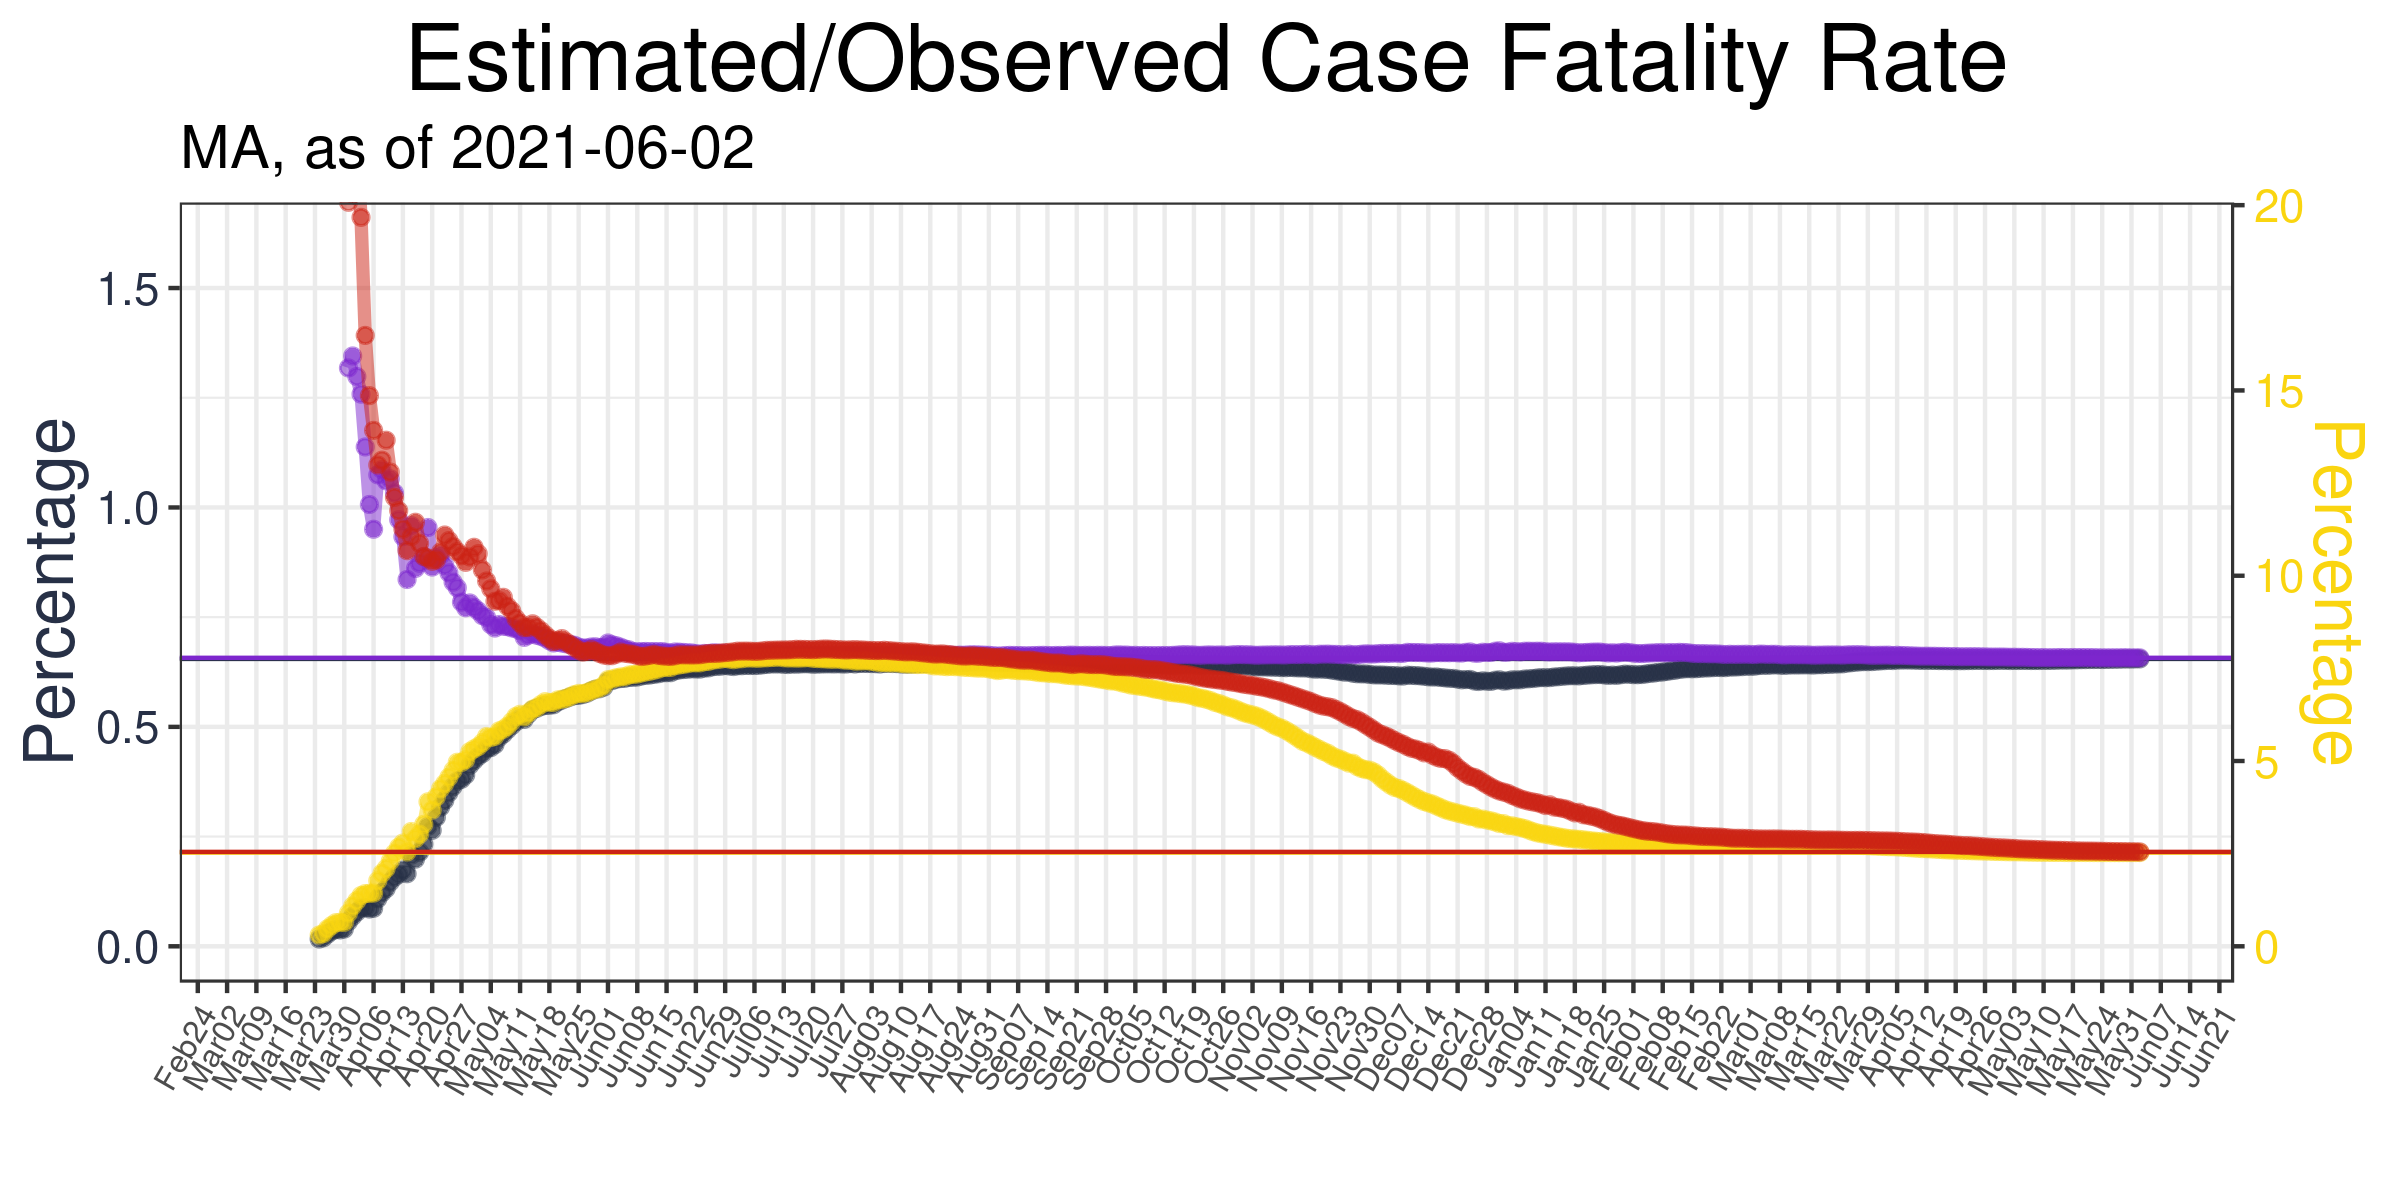 Estimated/Observed Case Fatality Rate
MA, as of 2021-06-02
Percentage
1.5
1.0
0.5
0.0
20
15
10
5
0
Percentage
Feb24
Mar02
Mar09
Mar16
Mar23
Mar30
Apr06
Apr13
Apr20
Apr27
May04
May11
May18
May25
Jun01
Jun08
Jun15
Jun22
Jun29
Jul06
Jul13
Jul20
Jul27
Aug03
Aug10
Aug17
Aug24
Aug31
Sep07
Sep14
Sep21
Sep28
Oct05
Oct12
Oct19
Oct26
Nov02
Nov09
Nov16
Nov23
Nov30
Dec07
Dec14
Dec21
Dec28
Jan04
Jan11
Jan18
Jan25
Feb01
Feb08
Feb15
Feb22
Mar01
Mar08
Mar15
Mar22
Mar29
Apr05
Apr12
Apr19
Apr26
May03
May10
May17
May24
May31
Jun07
Jun14
Jun21